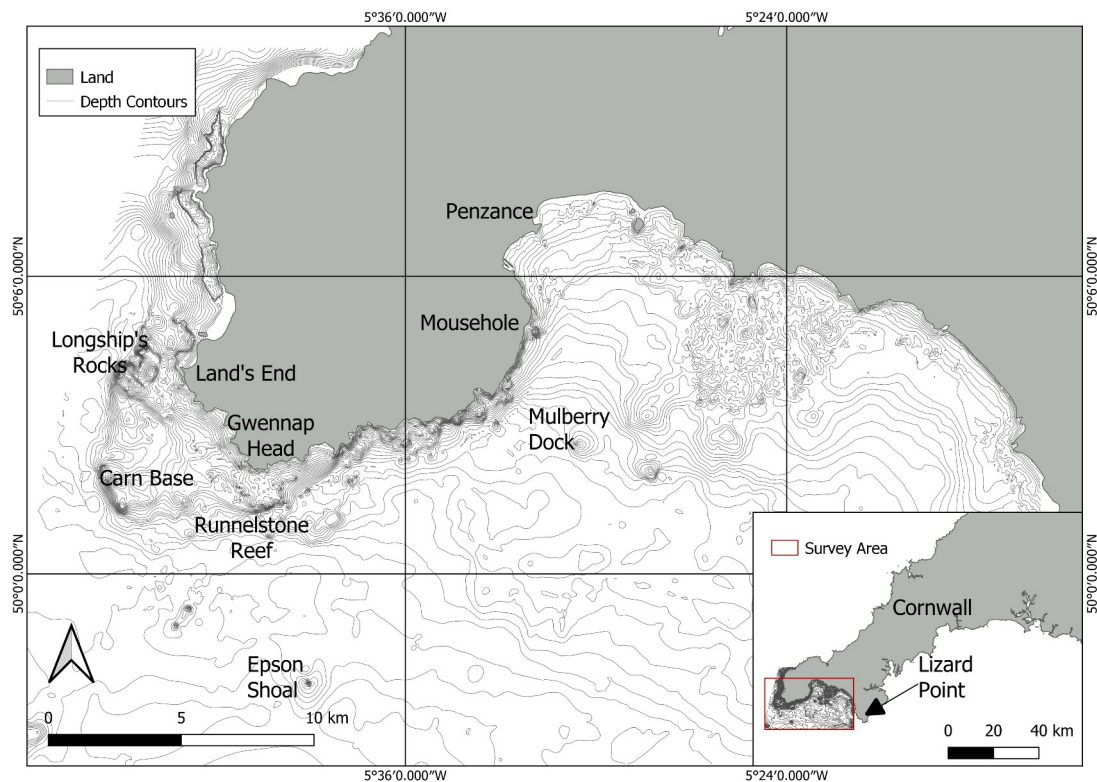 5°36′0.000″W
5°24′0.000″W
Land
Depth Contours
Penzance
50°6′0.000″N
50°6′0.000″N
Mousehole
Longship's
Rocks
Land's End
Gwennap
Head
Mulberry
Dock
Carn Base
Runnelstone
Reef
50°0′0.000″N
50°0′0.000″N
Survey Area
Cornwall
Lizard
Point
Epson
Shoal
0 5 10 km
0 20 40 km
5°36′0.000″W
5°24′0.000″W